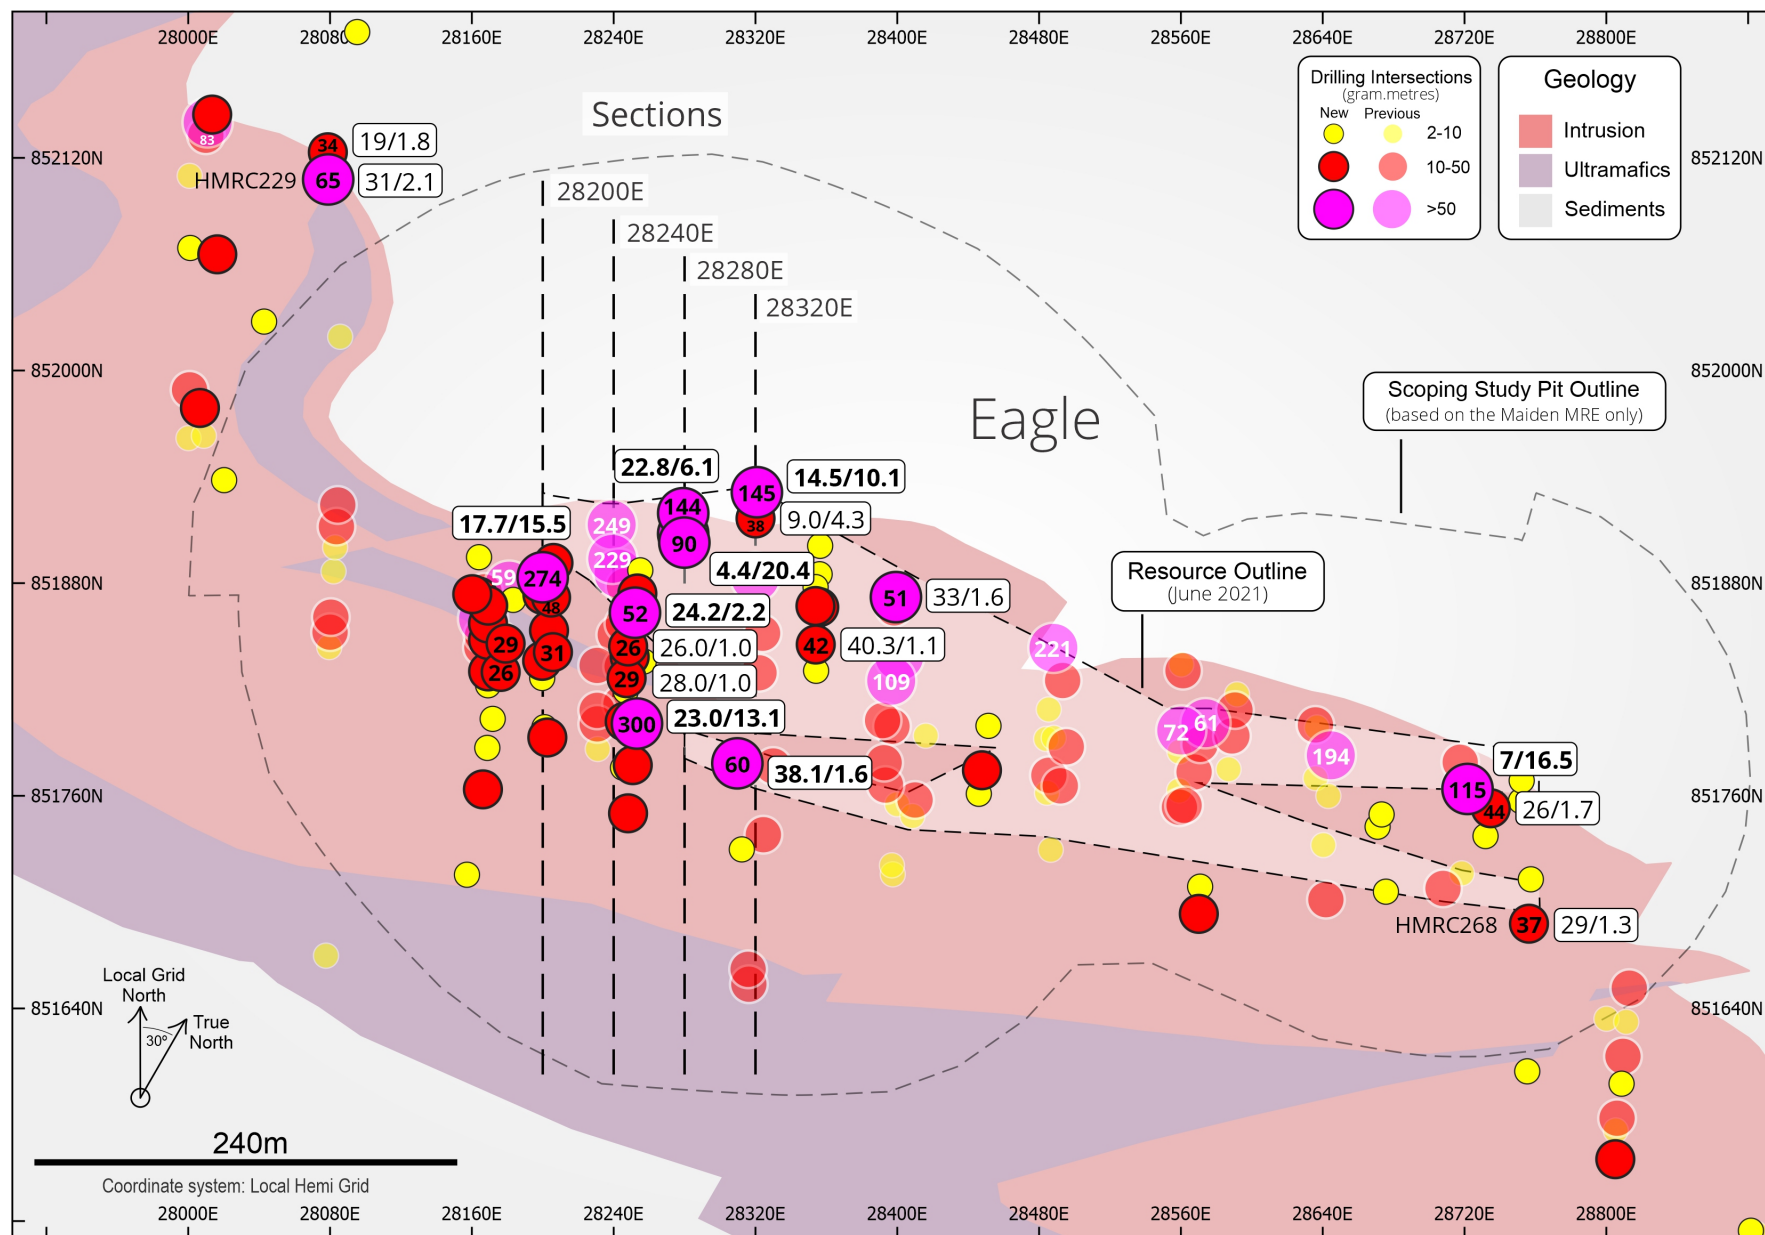 28000E 28080 28160E 28240E 28320E 28400E 28480E 28560E 28640E 28720E 28800E
Drilling Intersections
(gram.metres)
New Previous
2-10
10-50
>50
Geology
Intrusion
Ultramafics
Sediments
Sections
83
34 19/1.8
852120N 852120N
HMRC229 65 31/2.1
28200E
28240E
28280E
28320E
852000N 852000N
Scoping Study Pit Outline
(based on the Maiden MRE only)
Eagle
22.8/6.1
145 14.5/10.1
144
38 9.0/4.3
17.7/15.5 249
90
229
4.4/20.4
59 274
851880N 851880N
Resource Outline
(June 2021)
51 33/1.6
48
52 24.2/2.2
29 26 26.0/1.0
42 40.3/1.1
221
31
26 29 28.0/1.0
109
300 23.0/13.1
72 61
194
60 38.1/1.6
7/16.5
115
851760N 851760N
44 26/1.7
HMRC268 37 29/1.3
Local Grid
North
True
North
30º
851640N 851640N
240m
Coordinate system: Local Hemi Grid
28000E 28080E 28160E 28240E 28320E 28400E 28480E 28560E 28640E 28720E 28800E